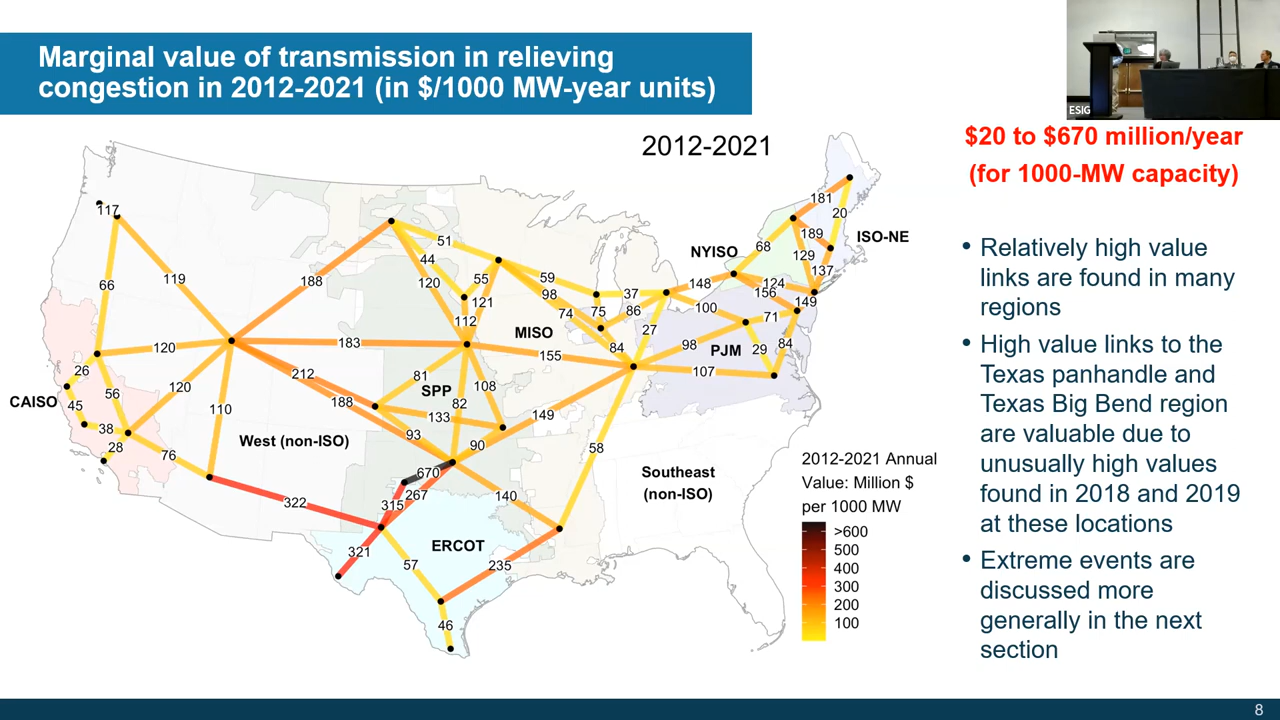 Marginal value of transmission in relieving
congestion in 2012-2021 (in $/1000 MW-year units)
ESIG
2012-2021
$20 to $670 million/year
(for 1000-MW capacity)
• Relatively high value
links are found in many
regions
• High value links to the
Texas panhandle and
Texas Big Bend region
are valuable due to
unusually high values
found in 2018 and 2019
at these locations
• Extreme events are
discussed more
generally in the next
section
117
181
20
189
ISO-NE
51
68
129
NYISO
44
137
66
119
188
120
55
59
148
124
121
98
37
156
149
74
75
86
100
71
112
27
MISO
120
183
155
84
98
PJM
29
84
26
212
81
107
56
120
188
SPP
108
CAISO
45
110
82
133
149
38
93
28
76
West (non-ISO)
90
58
670
Southeast
(non-ISO)
322
315
267
140
321
57
ERCOT
235
46
2012-2021 Annual
Value: Million $
per 1000 MW
>600
500
400
300
200
100
8